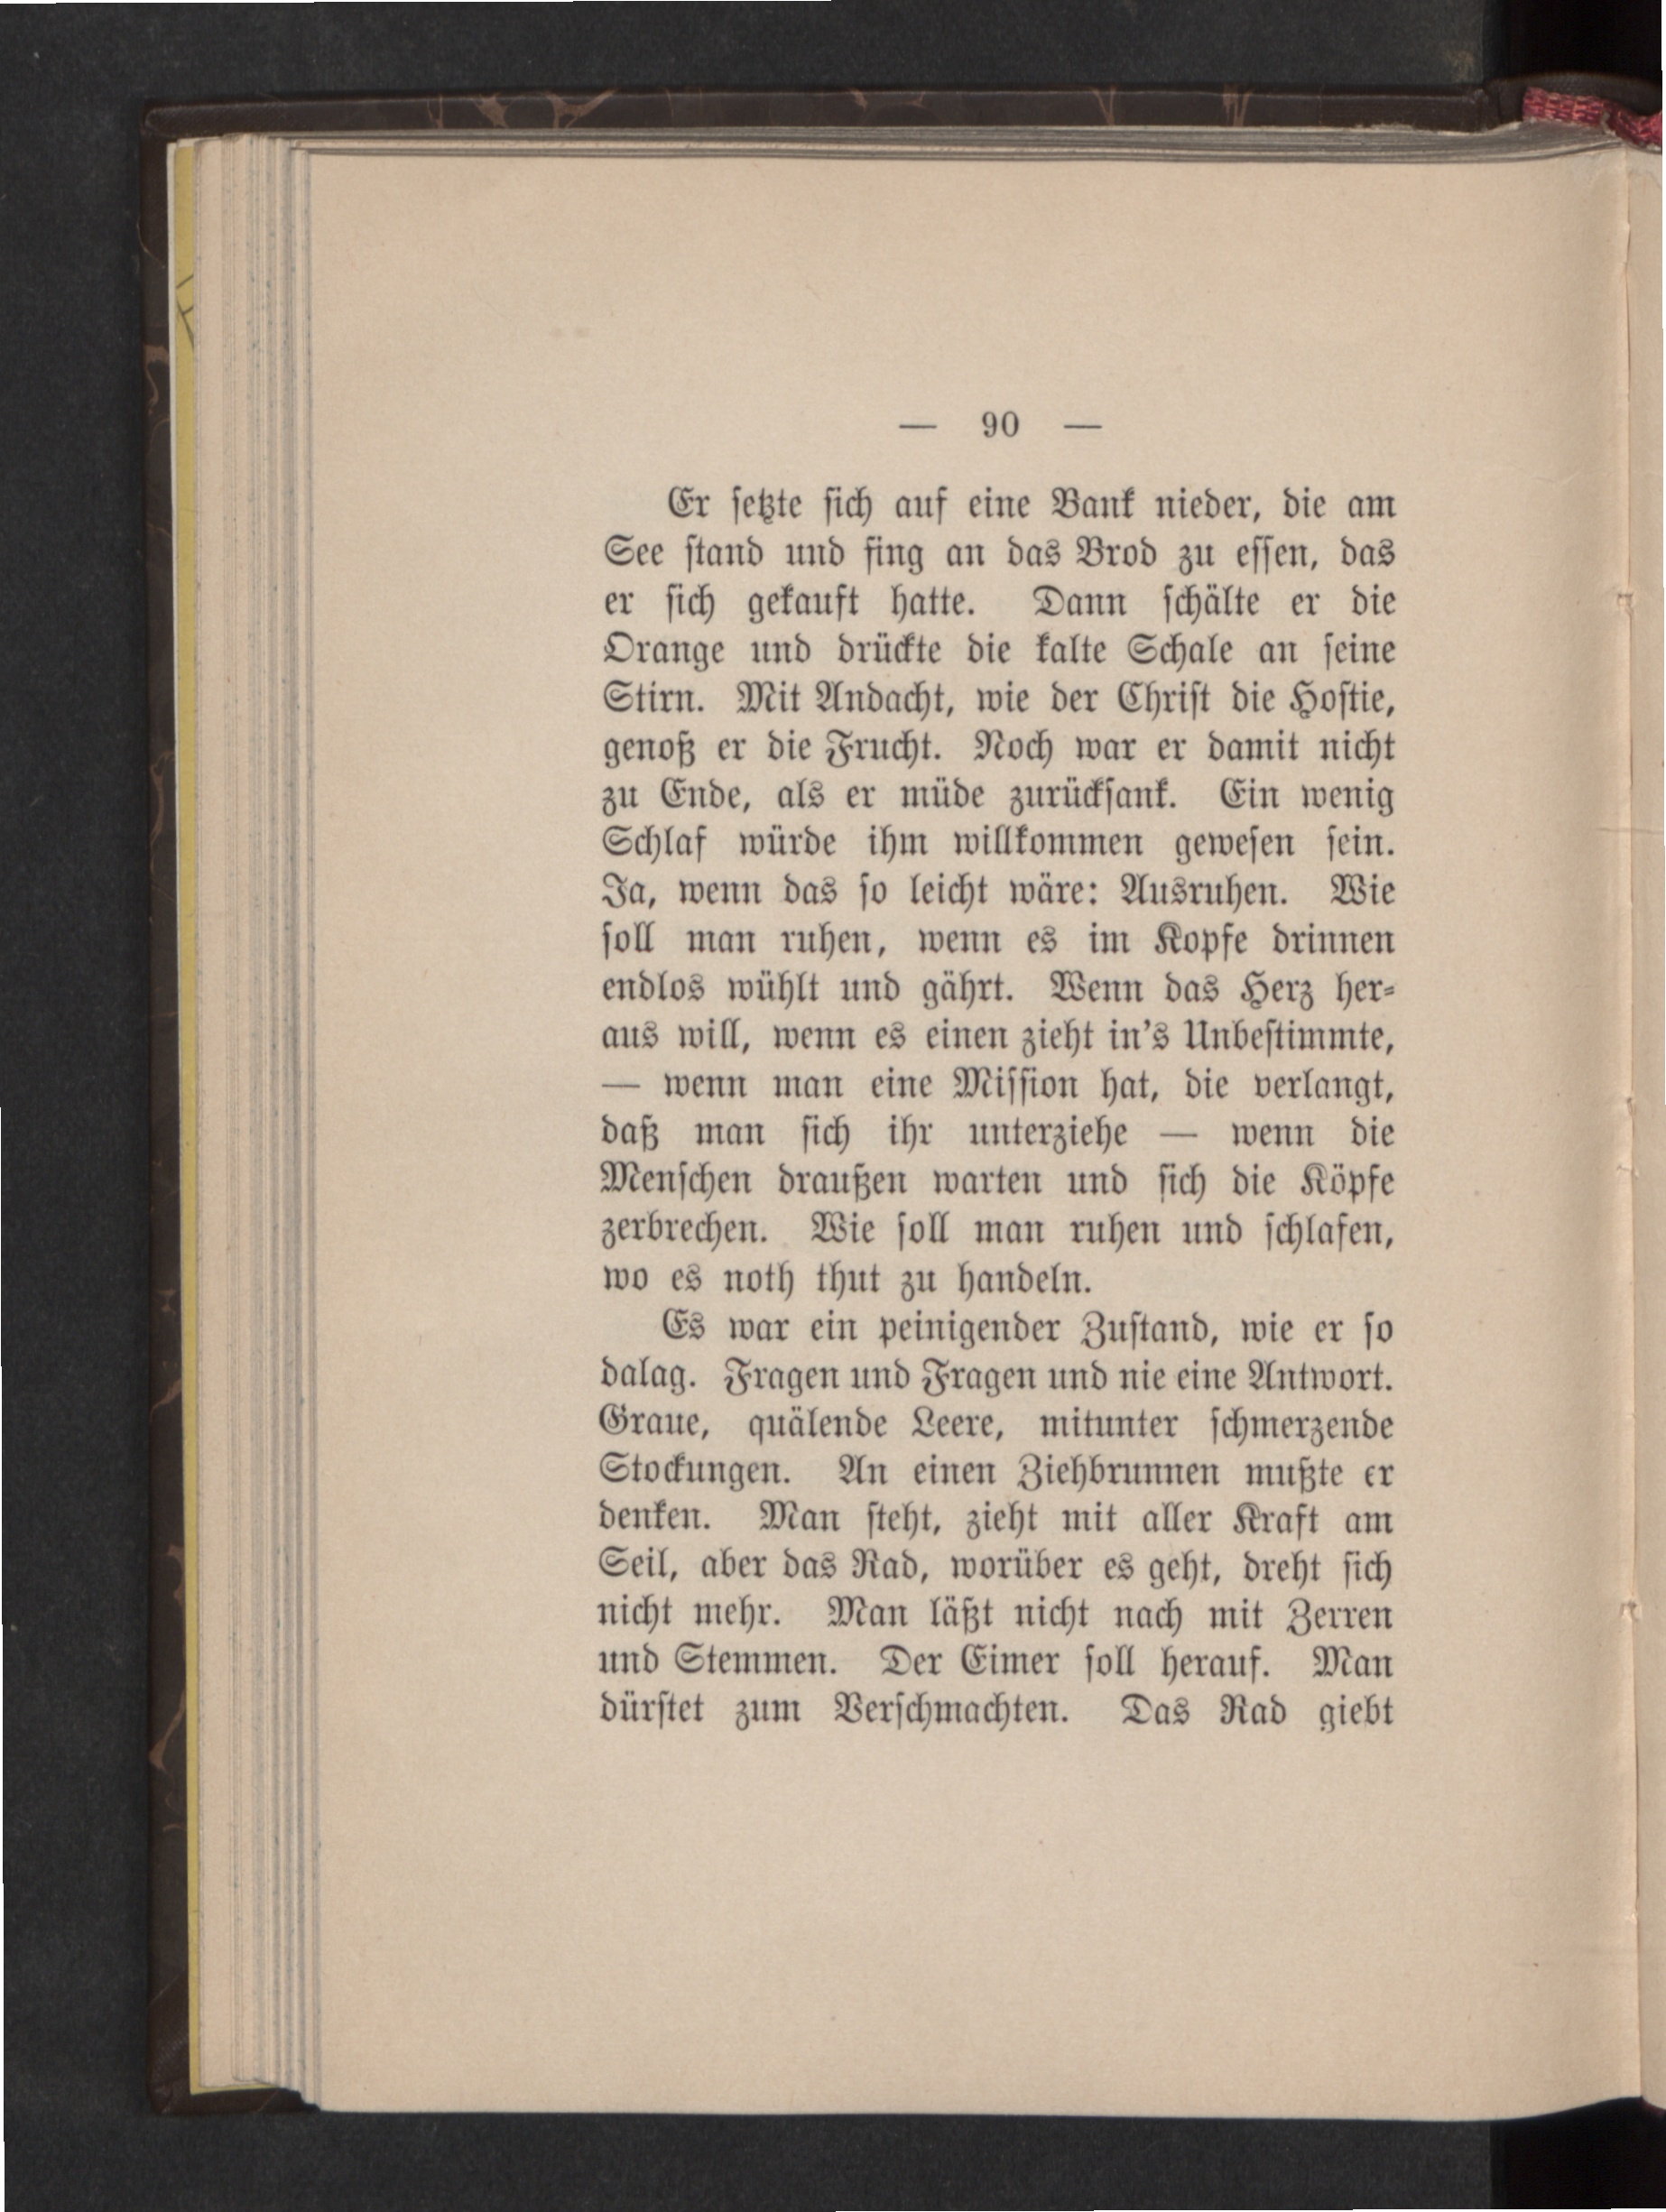 — 90 —
Er setzte sich auf eine Bank nieder, die am
See stand und fing an das Brod zu essen, das
er sich gekauft hatte. Dann schälte er die
Orange und drückte die kalte Schale an seine
Stirn. Mit Andacht, wie der Christ die Hostie,
genoß er die Frucht. Noch war er damit nicht
zu Ende, als er müde zurücksank. Ein wenig
Schlaf würde ihm willkommen gewesen sein.
Ja, wenn das so leicht wäre: Ausruhen. Wie
soll man ruhen, wenn es im Kopfe drinnen
endlos wühlt und gährt. Wenn das Herz her-
aus will, wenn es einen zieht in's Unbestimmte,
— wenn man eine Mission hat, die verlangt,
daß man sich ihr unterziehe — wenn die
Menschen draußen warten und sich die Köpfe
zerbrechen. Wie soll man ruhen und schlafen,
wo es noth thut zu handeln.
Es war ein peinigender Zustand, wie er so
dalag. Fragen und Fragen und nie eine Antwort.
Graue, quälende Leere, mitunter schmerzende
Stockungen. An einen Ziehbrunnen mußte er
denken. Man steht, zieht mit aller Kraft am
Seil, aber das Rad, worüber es geht, dreht sich
nicht mehr. Man läßt nicht nach mit Zerren
und Stemmen. Der Eimer soll herauf. Man
dürstet zum Verschmachten. Das Rad giebt